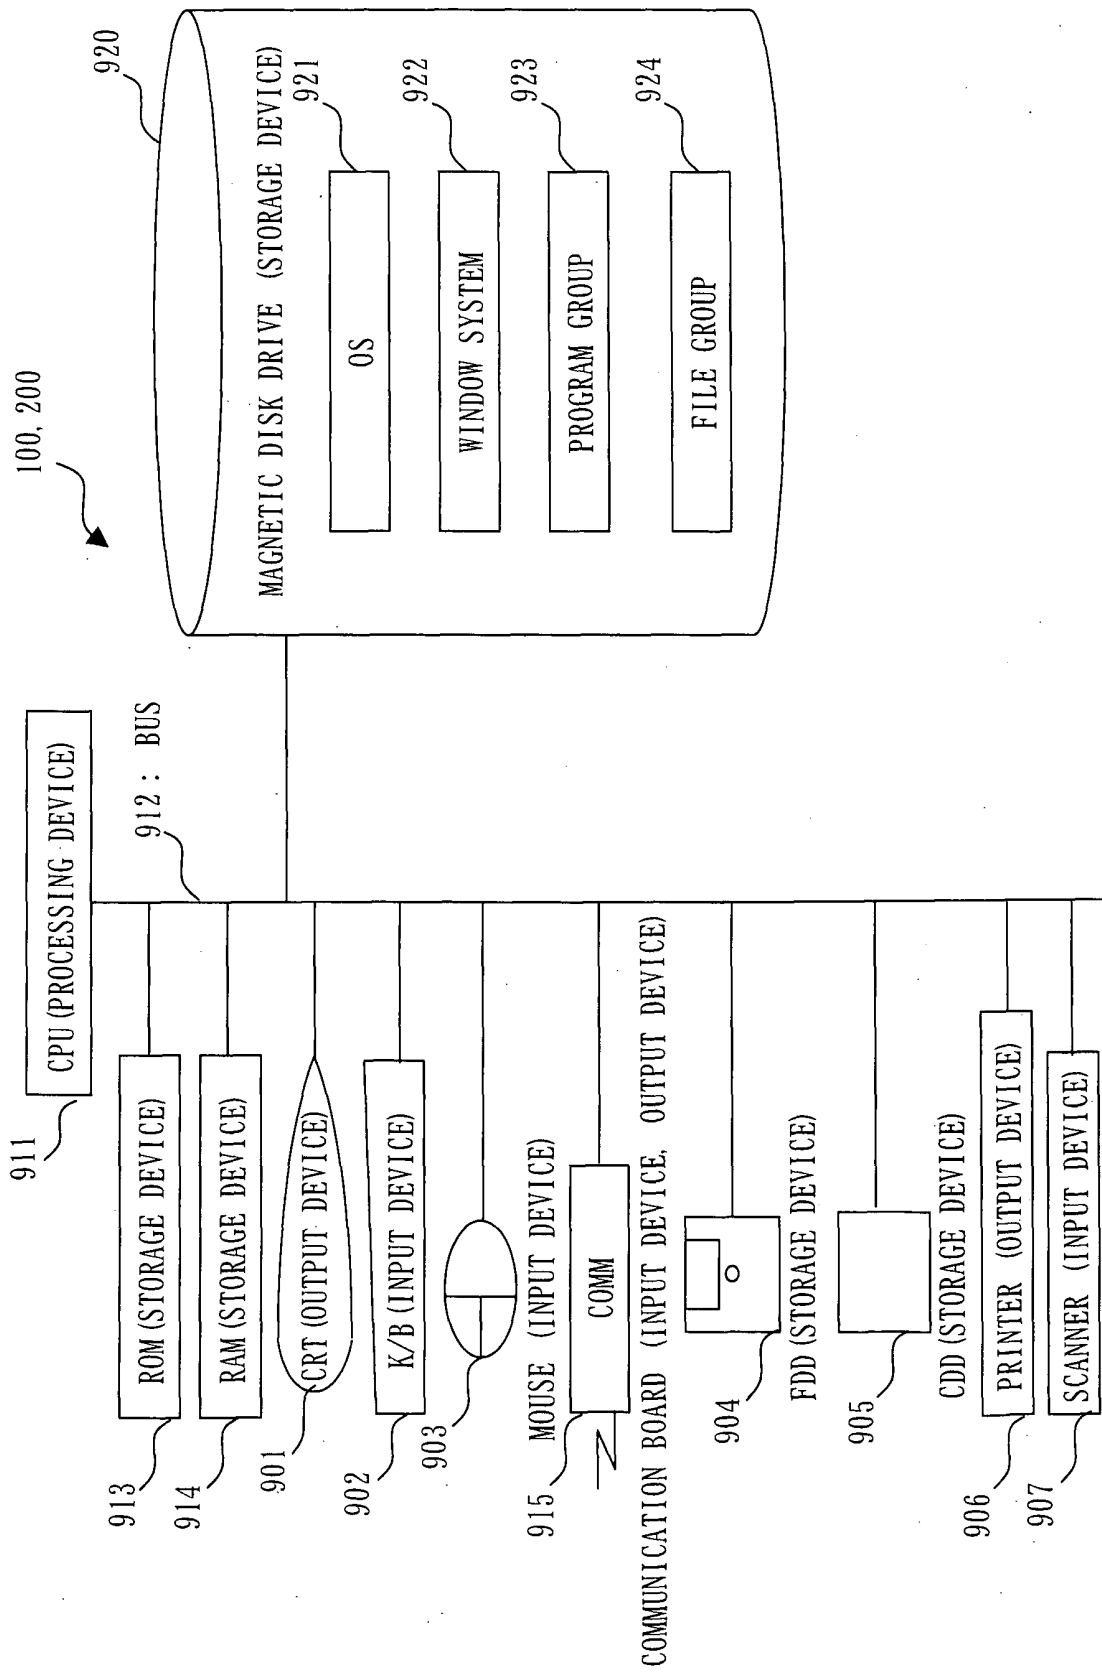 100, 200
911
CPU (PROCESSING DEVICE)
912 : BUS
920
MAGNETIC DISK DRIVE (STORAGE DEVICE)
921
OS
922
WINDOW SYSTEM
923
PROGRAM GROUP
924
FILE GROUP
913
ROM (STORAGE DEVICE)
914
RAM (STORAGE DEVICE)
901
CRT (OUTPUT DEVICE)
902
K/B (INPUT DEVICE)
903
MOUSE (INPUT DEVICE)
915
COMM
COMMUNICATION BOARD (INPUT DEVICE, OUTPUT DEVICE)
904
FDD (STORAGE DEVICE)
905
CDD (STORAGE DEVICE)
906
PRINTER (OUTPUT DEVICE)
907
SCANNER (INPUT DEVICE)